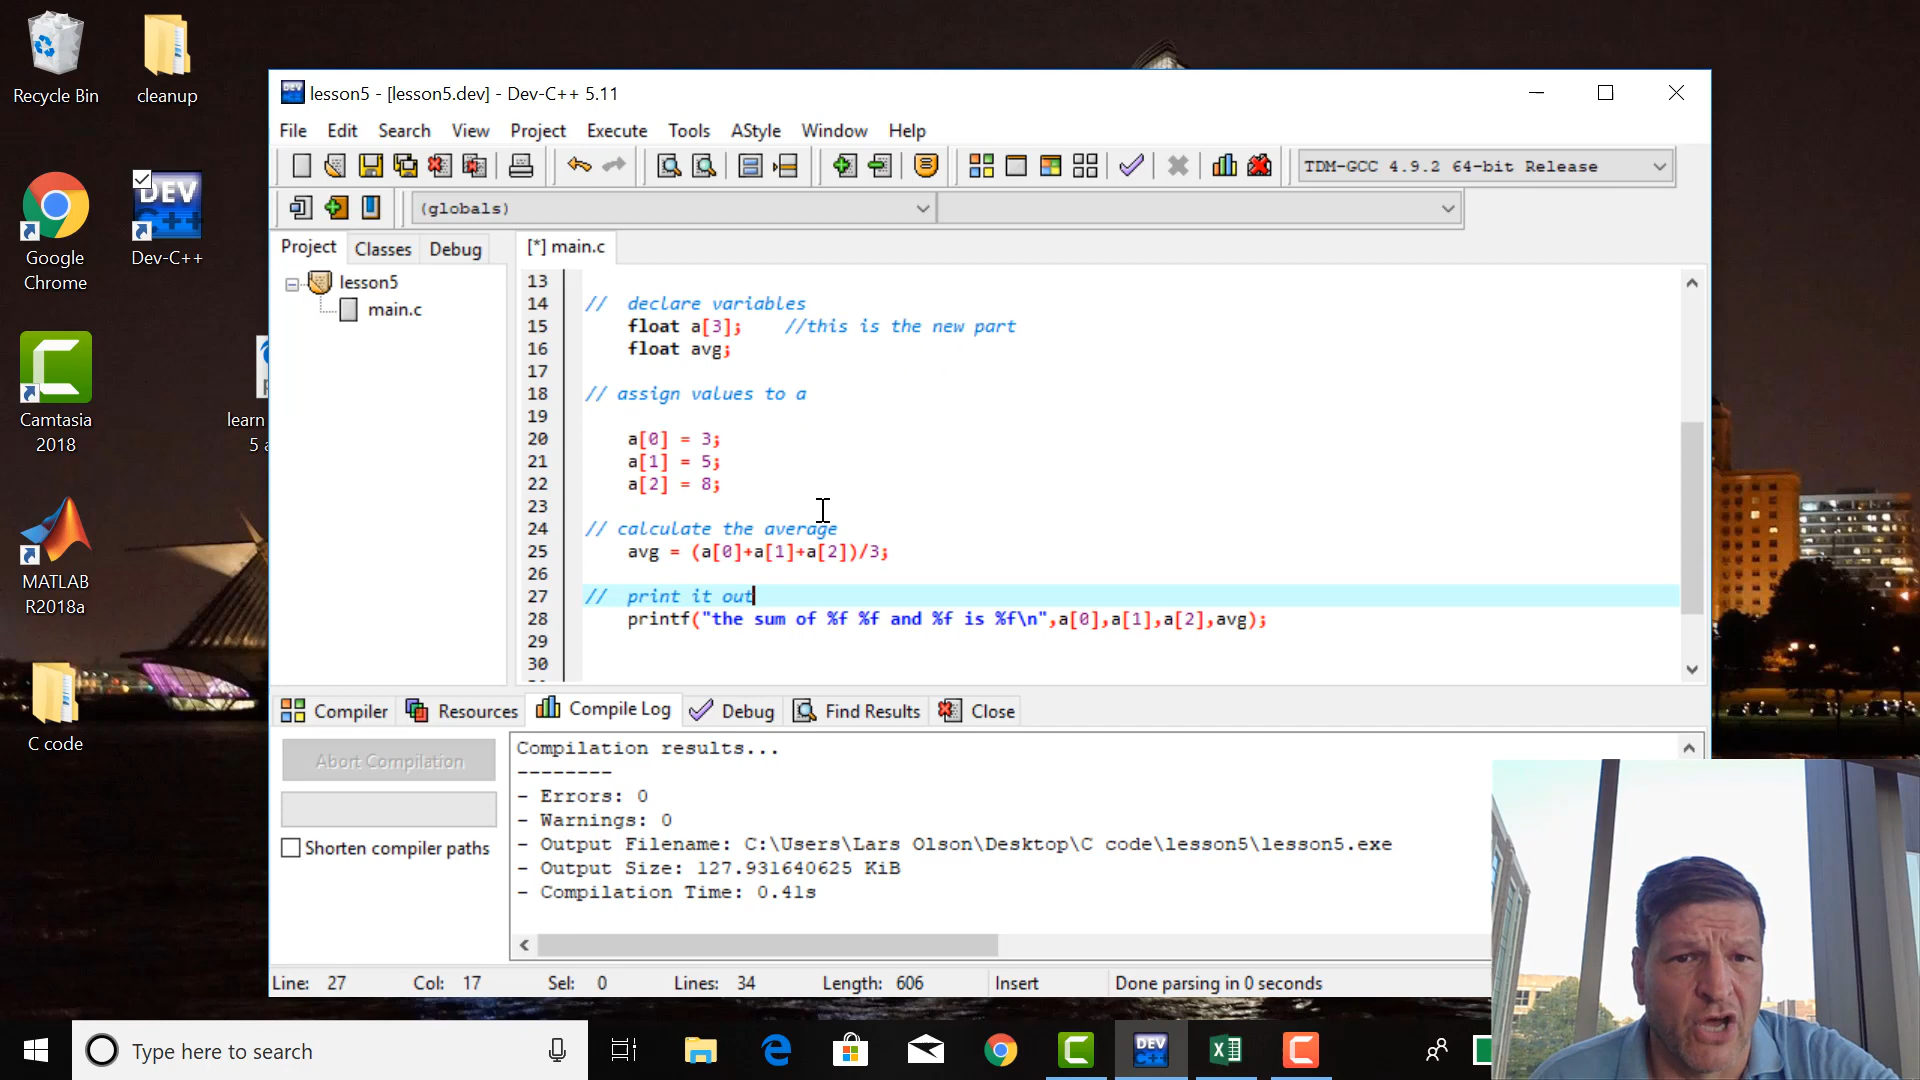 Recycle Bin
cleanup
Google
Chrome
DEV
C++
Dev-C++
Camtasia
2018
learn
5 a
MATLAB
R2018a
C code
lesson5 - [lesson5.dev] - Dev-C++ 5.11
File Edit Search View Project Execute Tools AStyle Window Help
TDM-GCC 4.9.2 64-bit Release
(globals)
Project Classes Debug
[*] main.c
lesson5
main.c
13
14 // declare variables
15 float a[3]; //this is the new part
16 float avg;
17
18 // assign values to a
19
20 a[0] = 3;
21 a[1] = 5;
22 a[2] = 8;
23
24 // calculate the average
25 avg = (a[0]+a[1]+a[2])/3;
26
27 // print it out
28 printf("the sum of %f %f and %f is %f\n",a[0],a[1],a[2],avg);
29
30
Compiler Resources Compile Log Debug Find Results Close
Abort Compilation
Shorten compiler paths
Compilation results...
--------
- Errors: 0
- Warnings: 0
- Output Filename: C:\Users\Lars Olson\Desktop\C code\lesson5\lesson5.exe
- Output Size: 127.931640625 KiB
- Compilation Time: 0.41s
Line: 27 Col: 17 Sel: 0 Lines: 34 Length: 606 Insert Done parsing in 0 seconds
Type here to search
DEV
C++